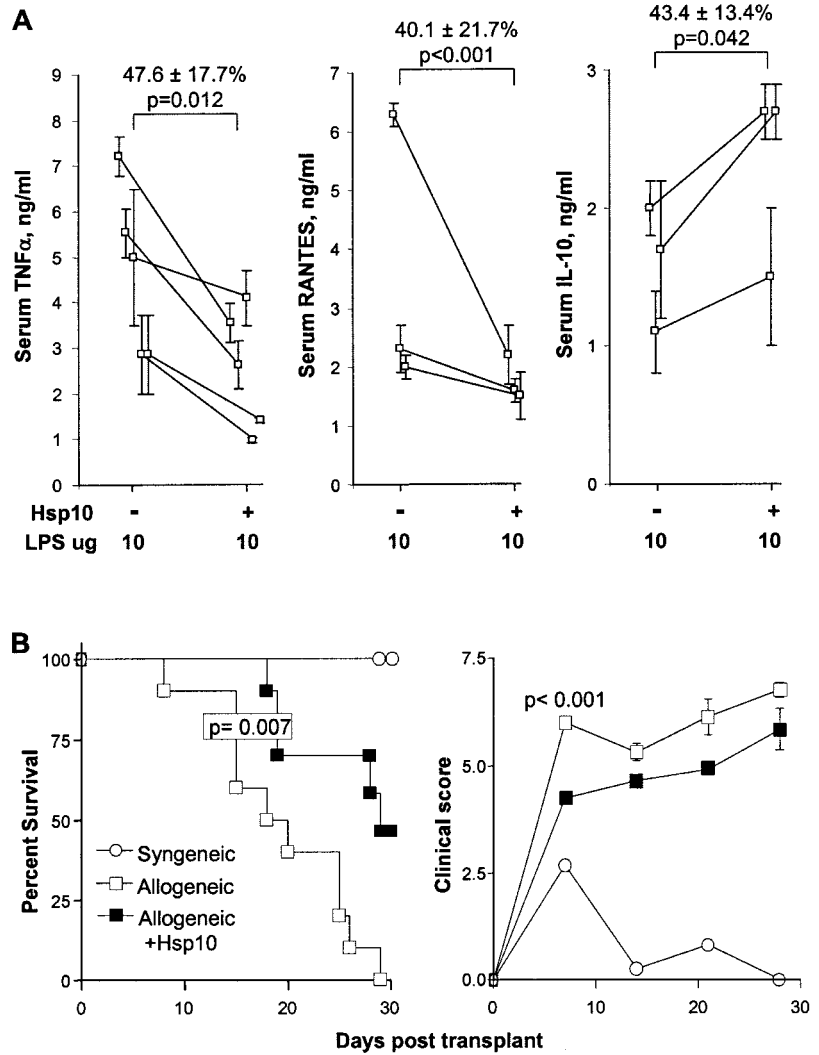 A
47.6 ± 17.7%
p=0.012
9
8
7
6
5
4
3
2
1
0
Serum TNFα, ng/ml
40.1 ± 21.7%
p<0.001
7
6
5
4
3
2
1
0
Serum RANTES, ng/ml
43.4 ± 13.4%
p=0.042
3
2
1
0
Serum IL-10, ng/ml
Hsp10 - + - + - +
LPS ug 10 10 10 10 10 10
B
100
75
50
25
0
Percent Survival
p= 0.007
Syngeneic
Allogeneic
Allogeneic
+Hsp10
0 10 20 30
7.5
5.0
2.5
0.0
Clinical score
p< 0.001
0 10 20 30
Days post transplant